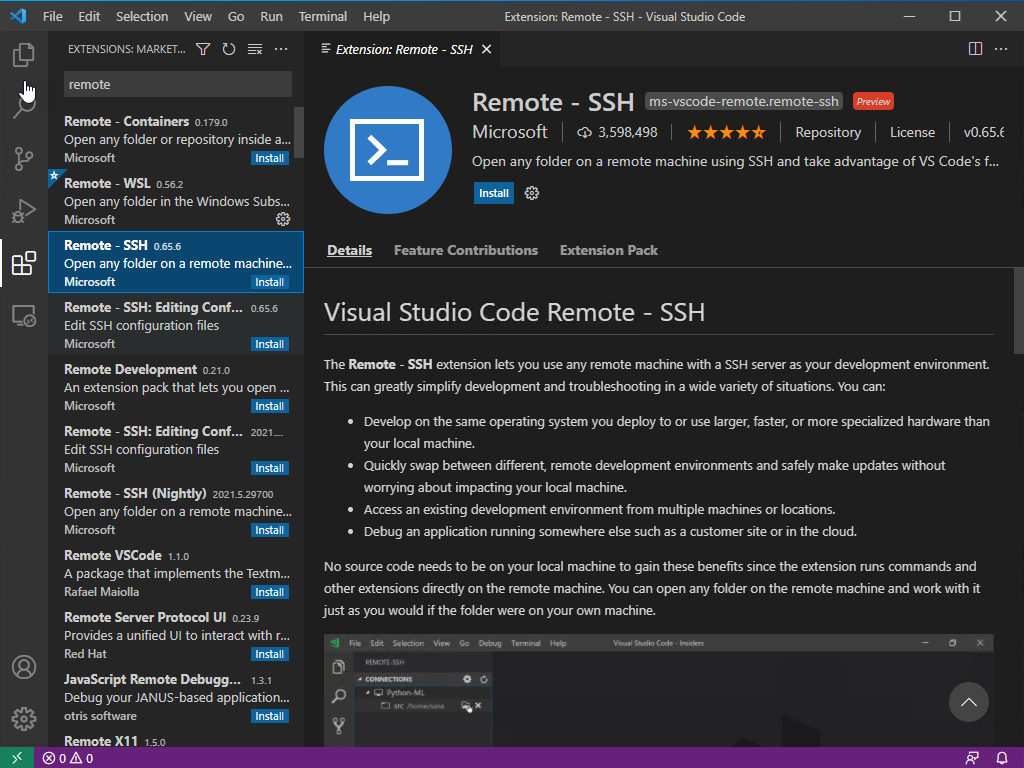 File Edit Selection View Go Run Terminal Help Extension: Remote - SSH - Visual Studio Code
EXTENSIONS: MARKET...
remote
Remote - Containers 0.179.0
Open any folder or repository inside a...
Microsoft Install
Remote - WSL 0.56.2
Open any folder in the Windows Subs...
Microsoft
Remote - SSH 0.65.6
Open any folder on a remote machine...
Microsoft Install
Remote - SSH: Editing Conf... 0.65.6
Edit SSH configuration files
Microsoft Install
Remote Development 0.21.0
An extension pack that lets you open ...
Microsoft Install
Remote - SSH: Editing Conf... 2021....
Edit SSH configuration files
Microsoft Install
Remote - SSH (Nightly) 2021.5.29700
Open any folder on a remote machine...
Microsoft Install
Remote VSCode 1.1.0
A package that implements the Textm...
Rafael Maiolla Install
Remote Server Protocol UI 0.23.9
Provides a unified UI to interact with r...
Red Hat Install
JavaScript Remote Debugg... 1.3.1
Debug your JANUS-based application...
otris software Install
Remote X11 1.5.0
Extension: Remote - SSH
Remote - SSH ms-vscode-remote.remote-ssh Preview
Microsoft 3,598,498 Repository License v0.65.6
Open any folder on a remote machine using SSH and take advantage of VS Code's f...
Install
Details Feature Contributions Extension Pack
Visual Studio Code Remote - SSH
The Remote - SSH extension lets you use any remote machine with a SSH server as your development environment.
This can greatly simplify development and troubleshooting in a wide variety of situations. You can:
• Develop on the same operating system you deploy to or use larger, faster, or more specialized hardware than
your local machine.
• Quickly swap between different, remote development environments and safely make updates without
worrying about impacting your local machine.
• Access an existing development environment from multiple machines or locations.
• Debug an application running somewhere else such as a customer site or in the cloud.
No source code needs to be on your local machine to gain these benefits since the extension runs commands and
other extensions directly on the remote machine. You can open any folder on the remote machine and work with it
just as you would if the folder were on your own machine.
File Edit Selection View Go Debug Terminal Help Visual Studio Code - Insiders
REMOTE-SSH
CONNECTIONS
Python-ML
src /home/sana
0 0